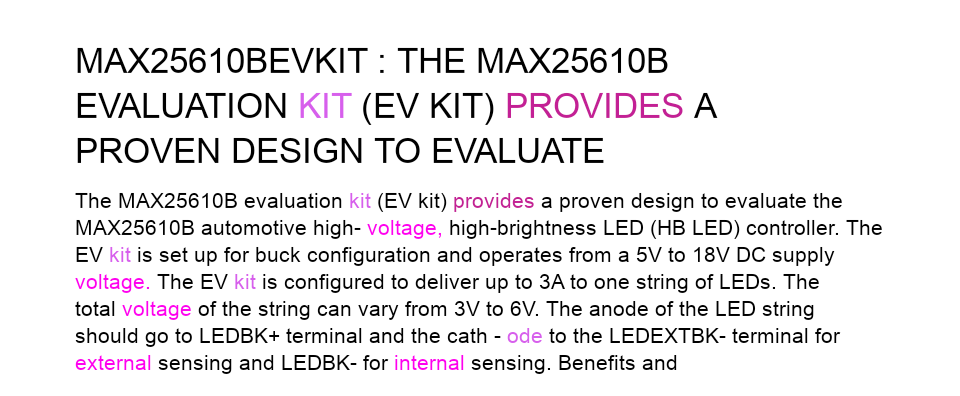 MAX25610BEVKIT : THE MAX25610B
EVALUATION KIT (EV KIT) PROVIDES A
PROVEN DESIGN TO EVALUATE
The MAX25610B evaluation kit (EV kit) provides a proven design to evaluate the
MAX25610B automotive high- voltage, high-brightness LED (HB LED) controller. The
EV kit is set up for buck configuration and operates from a 5V to 18V DC supply
voltage. The EV kit is configured to deliver up to 3A to one string of LEDs. The
total voltage of the string can vary from 3V to 6V. The anode of the LED string
should go to LEDBK+ terminal and the cath - ode to the LEDEXTBK- terminal for
external sensing and LEDBK- for internal sensing. Benefits and